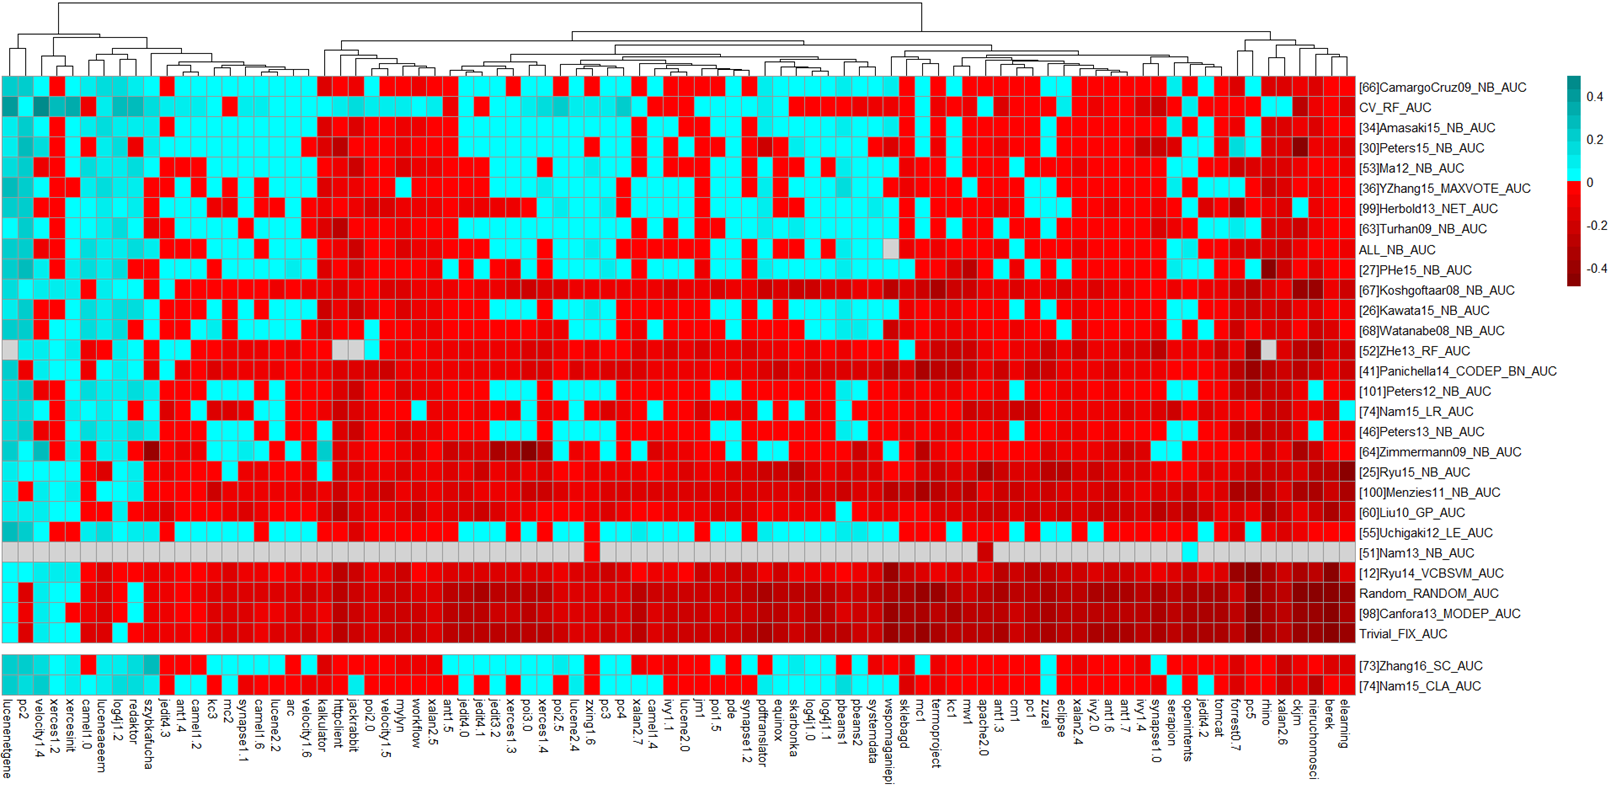 [66]CamargoCruz09_NB_AUC
CV_RF_AUC
[34]Amasaki15_NB_AUC
[30]Peters15_NB_AUC
[53]Ma12_NB_AUC
[36]YZhang15_MAXVOTE_AUC
[99]Herbold13_NET_AUC
[63]Turhan09_NB_AUC
ALL_NB_AUC
[27]PHe15_NB_AUC
[67]Koshgoftaar08_NB_AUC
[26]Kawata15_NB_AUC
[68]Watanabe08_NB_AUC
[52]ZHe13_RF_AUC
[41]Panichella14_CODEP_BN_AUC
[101]Peters12_NB_AUC
[74]Nam15_LR_AUC
[46]Peters13_NB_AUC
[64]Zimmermann09_NB_AUC
[25]Ryu15_NB_AUC
[100]Menzies11_NB_AUC
[60]Liu10_GP_AUC
[55]Uchigaki12_LE_AUC
[51]Nam13_NB_AUC
[12]Ryu14_VCBSVM_AUC
Random_RANDOM_AUC
[98]Canfora13_MODEP_AUC
Trivial_FIX_AUC
[73]Zhang16_SC_AUC
[74]Nam15_CLA_AUC
0.4
0.2
0
-0.2
-0.4
lucenenetgene
pc2
velocity1.4
xerces1.2
xercesinit
camel1.0
luceneaeeem
log4j1.2
redaktor
szybkafucha
jedit4.3
ant1.4
camel1.2
kc3
mc2
synapse1.1
camel1.6
lucene2.2
arc
velocity1.6
kalkulator
httpclient
jackrabbit
poi2.0
velocity1.5
mylyn
workflow
xalan2.5
ant1.5
jedit4.0
jedit4.1
jedit3.2
xerces1.3
poi3.0
xerces1.4
poi2.5
lucene2.4
zxing1.6
pc3
pc4
xalan2.7
camel1.4
ivy1.1
lucene2.0
jm1
poi1.5
pde
synapse1.2
pdftranslator
equinox
skarbonka
log4j1.0
log4j1.1
pbeans1
pbeans2
systemdata
wspomaganiepi
sklebagd
mc1
termoproject
kc1
mw1
apache2.0
ant1.3
cm1
pc1
zuzel
eclipse
xalan2.4
ivy2.0
ant1.6
ant1.7
ivy1.4
synapse1.0
serapion
openintents
jedit4.2
tomcat
forrest0.7
pc5
rhino
xalan2.6
ckjm
nieruchomosci
berek
elearning